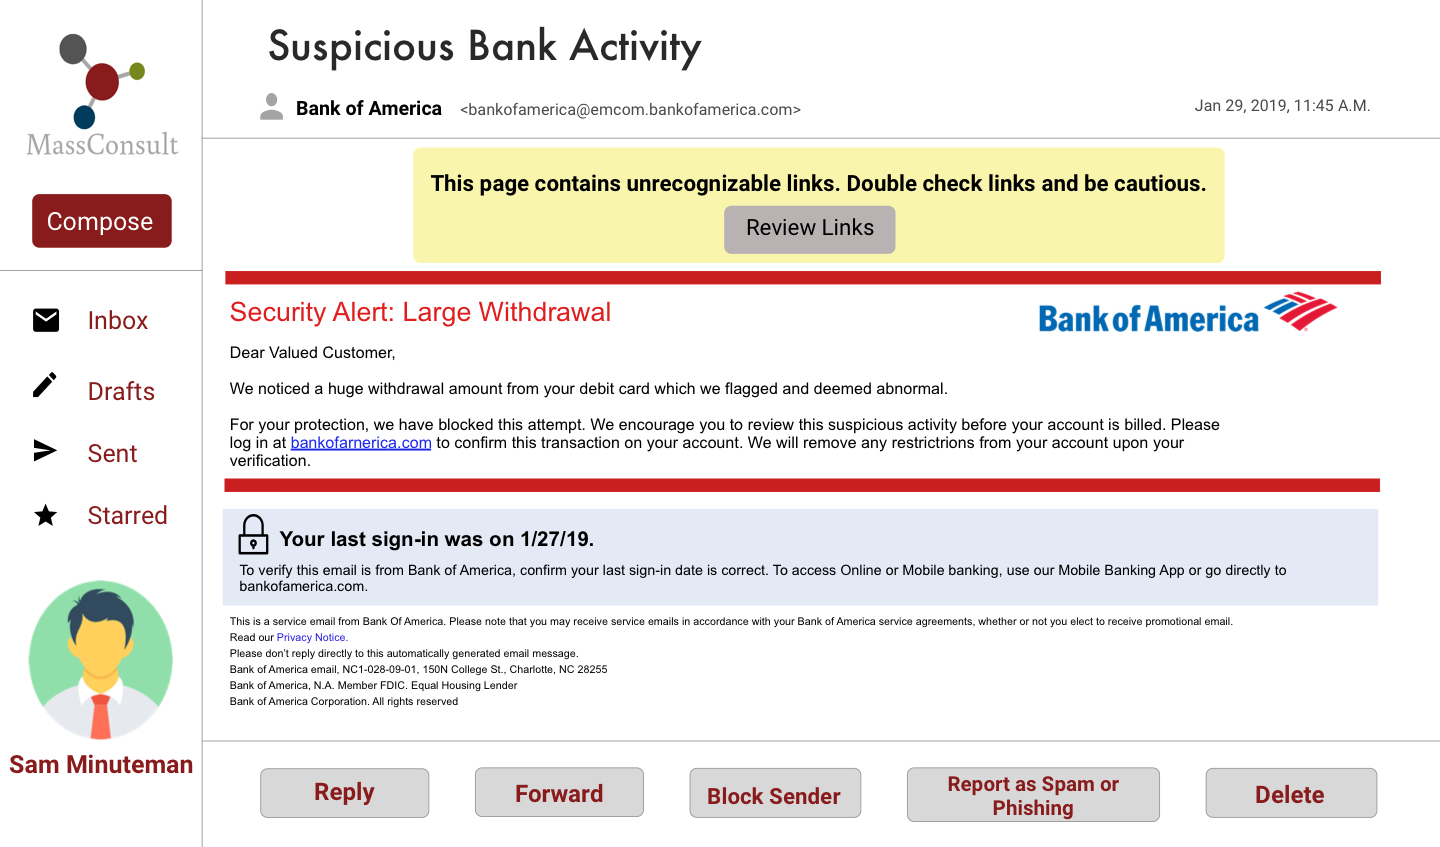 MassConsult
Compose
Inbox
Drafts
Sent
Starred
Sam Minuteman
Suspicious Bank Activity
Bank of America <bankofamerica@emcom.bankofamerica.com>
Jan 29, 2019, 11:45 A.M.
This page contains unrecognizable links. Double check links and be cautious.
Review Links
Security Alert: Large Withdrawal
Bank of America
Dear Valued Customer,
We noticed a huge withdrawal amount from your debit card which we flagged and deemed abnormal.
For your protection, we have blocked this attempt. We encourage you to review this suspicious activity before your account is billed. Please
log in at bankofarnerica.com to confirm this transaction on your account. We will remove any restrictrions from your account upon your
verification.
Your last sign-in was on 1/27/19.
To verify this email is from Bank of America, confirm your last sign-in date is correct. To access Online or Mobile banking, use our Mobile Banking App or go directly to
bankofamerica.com.
This is a service email from Bank Of America. Please note that you may receive service emails in accordance with your Bank of America service agreements, whether or not you elect to receive promotional email.
Read our Privacy Notice.
Please don't reply directly to this automatically generated email message.
Bank of America email, NC1-028-09-01, 150N College St., Charlotte, NC 28255
Bank of America, N.A. Member FDIC. Equal Housing Lender
Bank of America Corporation. All rights reserved
Reply
Forward
Block Sender
Report as Spam or
Phishing
Delete